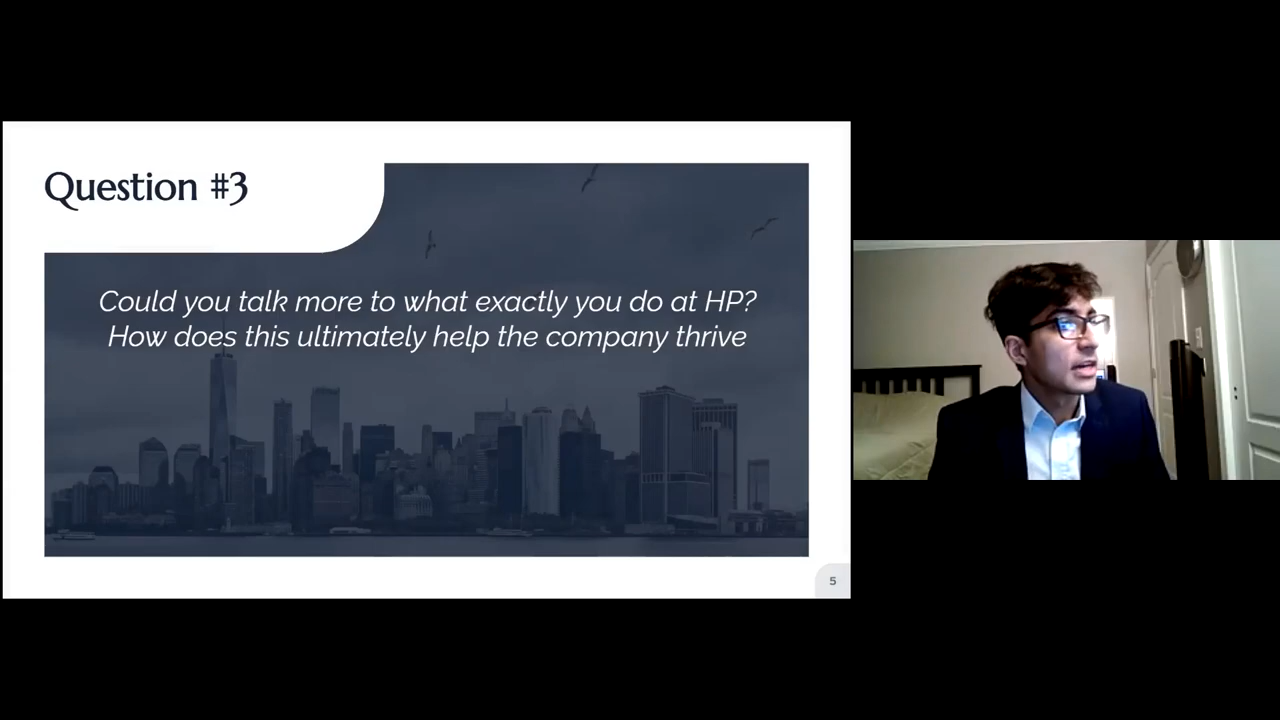 Question #3
Could you talk more to what exactly you do at HP?
How does this ultimately help the company thrive
5